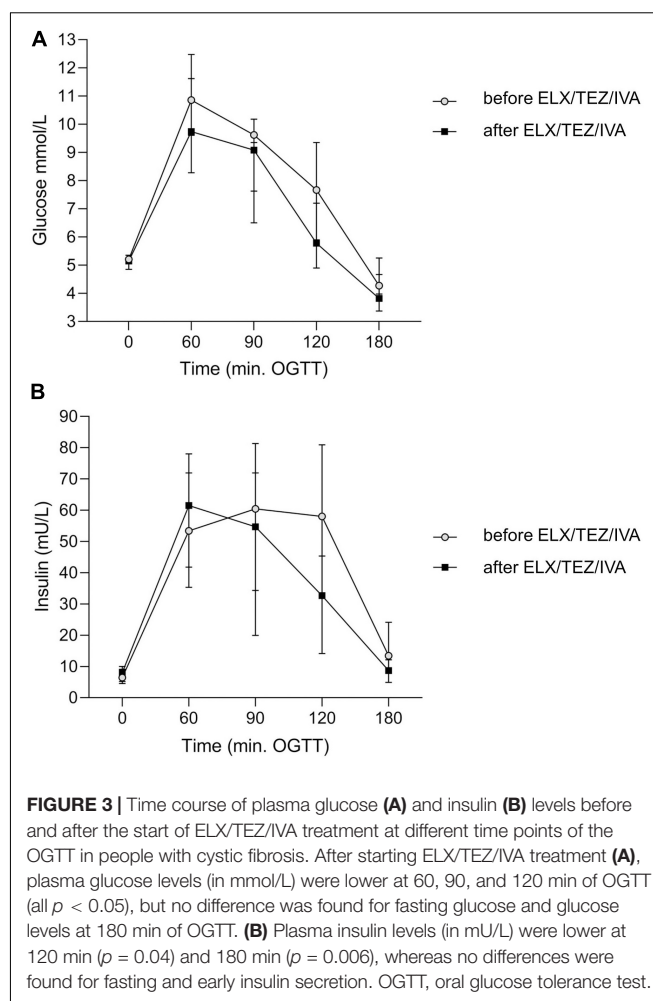 A
13
12
11
10
9
8
7
6
5
4
3
Glucose mmol/L
0 60 90 120 180
Time (min. OGTT)
before ELX/TEZ/IVA
after ELX/TEZ/IVA
B
90
80
70
60
50
40
30
20
10
0
Insulin (mU/L)
0 60 90 120 180
Time (min. OGTT)
before ELX/TEZ/IVA
after ELX/TEZ/IVA
FIGURE 3 | Time course of plasma glucose (A) and insulin (B) levels before
and after the start of ELX/TEZ/IVA treatment at different time points of the
OGTT in people with cystic fibrosis. After starting ELX/TEZ/IVA treatment (A),
plasma glucose levels (in mmol/L) were lower at 60, 90, and 120 min of OGTT
(all p < 0.05), but no difference was found for fasting glucose and glucose
levels at 180 min of OGTT. (B) Plasma insulin levels (in mU/L) were lower at
120 min (p = 0.04) and 180 min (p = 0.006), whereas no differences were
found for fasting and early insulin secretion. OGTT, oral glucose tolerance test.